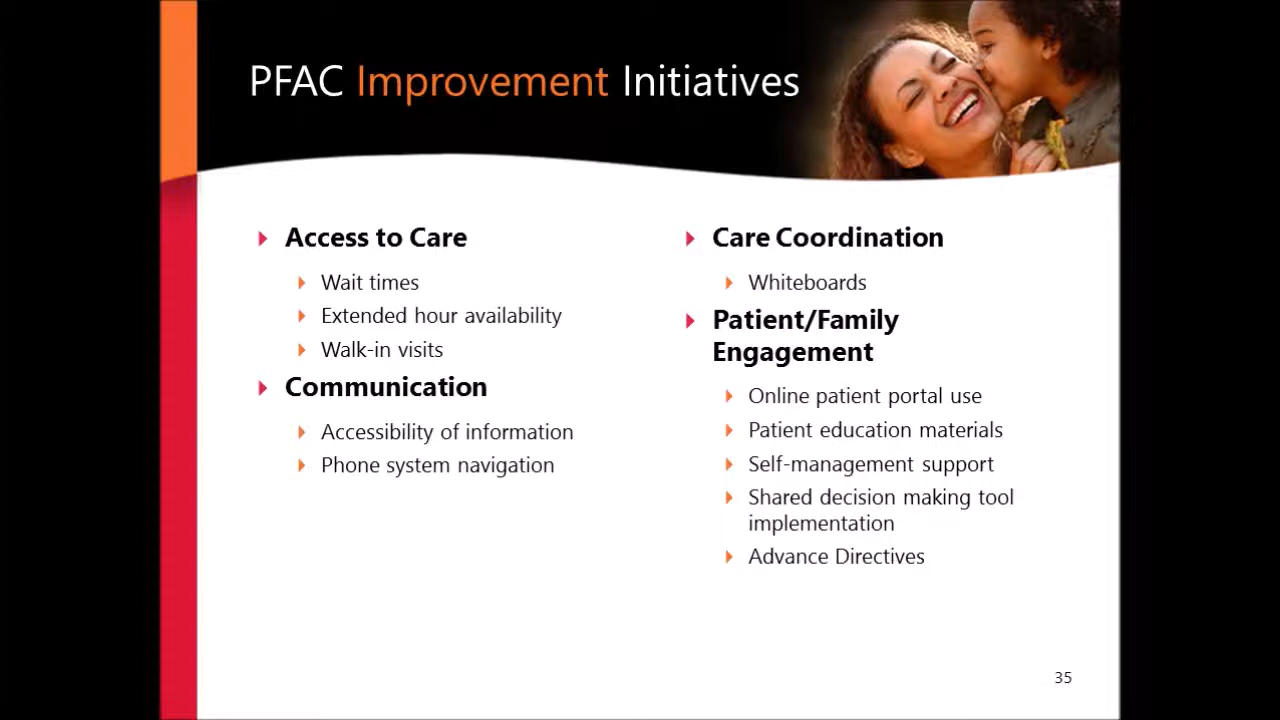 PFAC Improvement Initiatives
Access to Care
Wait times
Extended hour availability
Walk-in visits
Communication
Accessibility of information
Phone system navigation
Care Coordination
Whiteboards
Patient/Family
Engagement
Online patient portal use
Patient education materials
Self-management support
Shared decision making tool
implementation
Advance Directives
35